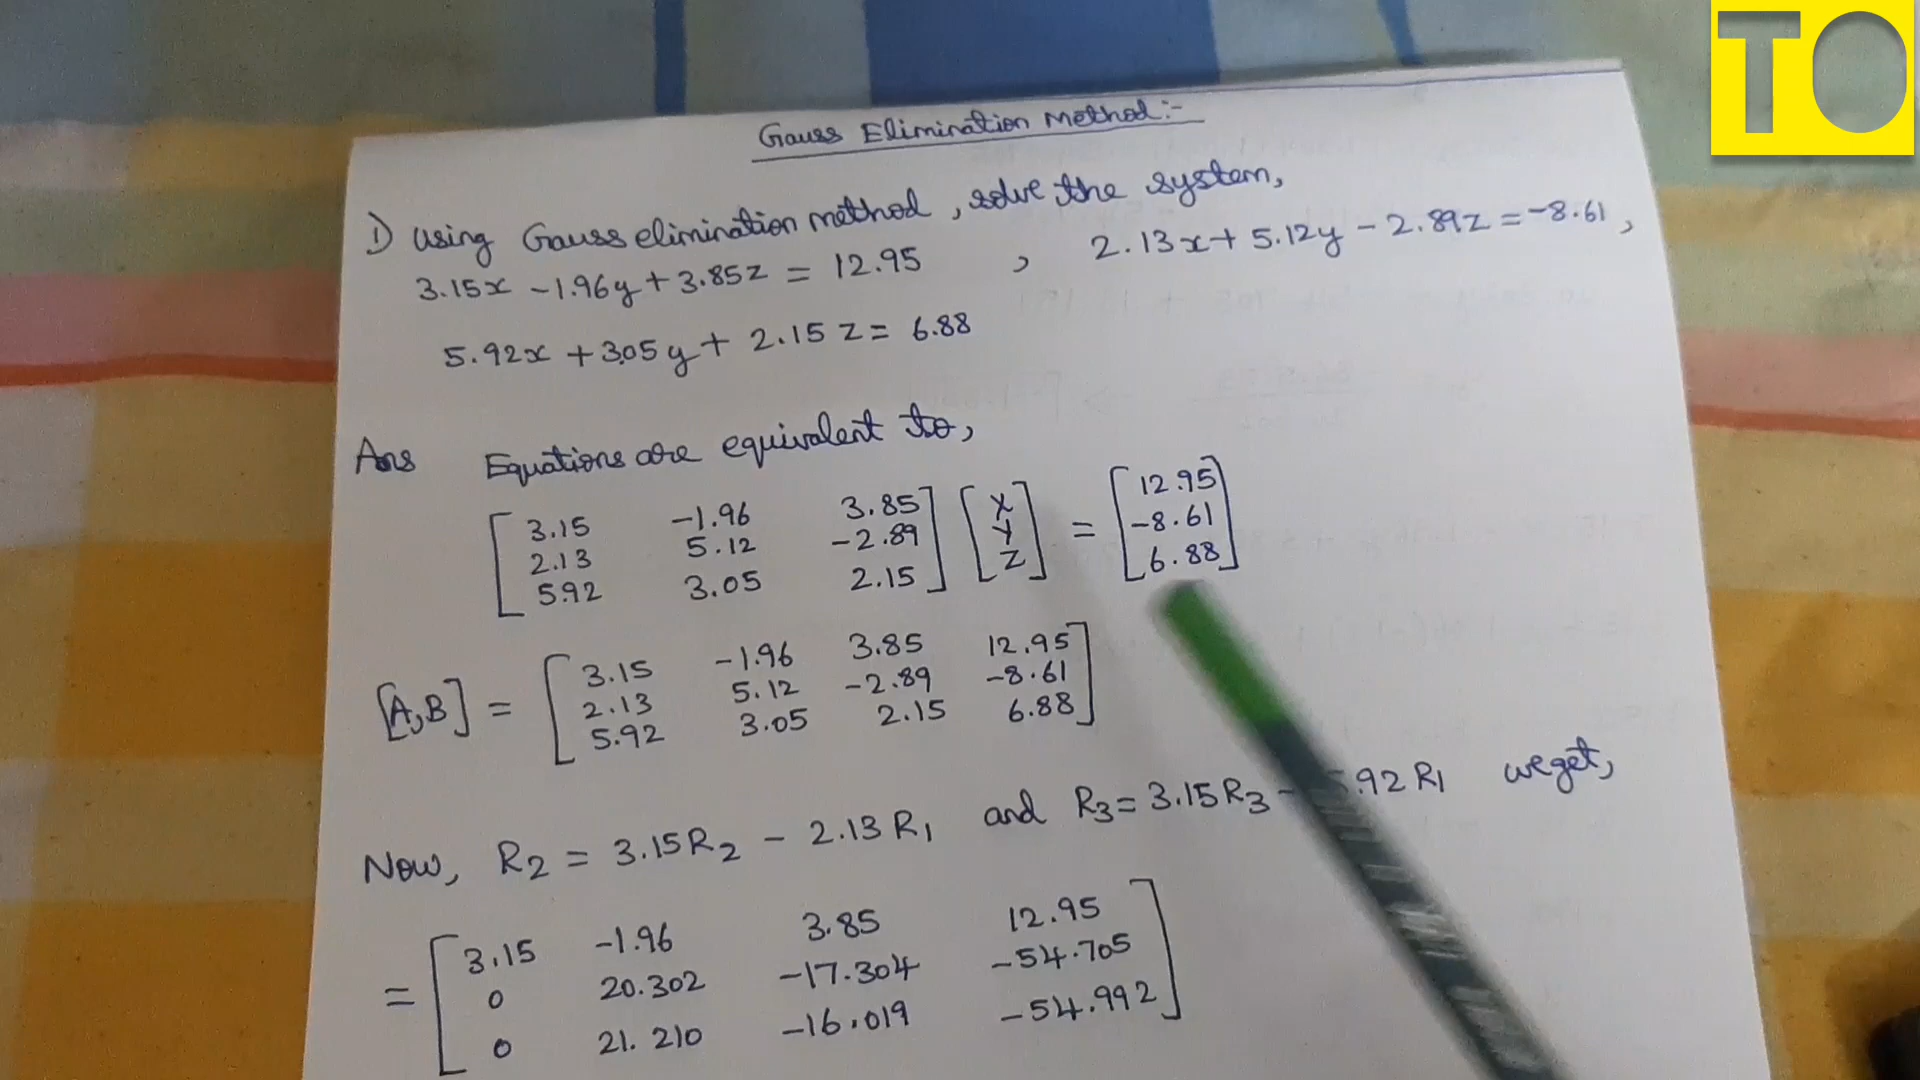 TO
Gauss Elimination Method:-
1) Using Gauss elimination method, solve the system,
3.15x - 1.96y + 3.85z = 12.95 , 2.13x + 5.12y - 2.89z = -8.61,
5.92x + 3.05y + 2.15z = 6.88
Ans Equations are equivalent to,
[ 3.15 -1.96 3.85 ] [ x ] = [ 12.95 ]
[ 2.13 5.12 -2.89 ] [ y ] [ -8.61 ]
[ 5.92 3.05 2.15 ] [ z ] [ 6.88 ]
[A,B] = [ 3.15 -1.96 3.85 12.95 ]
[ 2.13 5.12 -2.89 -8.61 ]
[ 5.92 3.05 2.15 6.88 ]
Now, R2 = 3.15R2 - 2.13R1 and R3 = 3.15R3 - .92R1 we get,
= [ 3.15 -1.96 3.85 12.95 ]
[ 0 20.302 -17.304 -54.705 ]
[ 0 21.210 -16.019 -54.992 ]